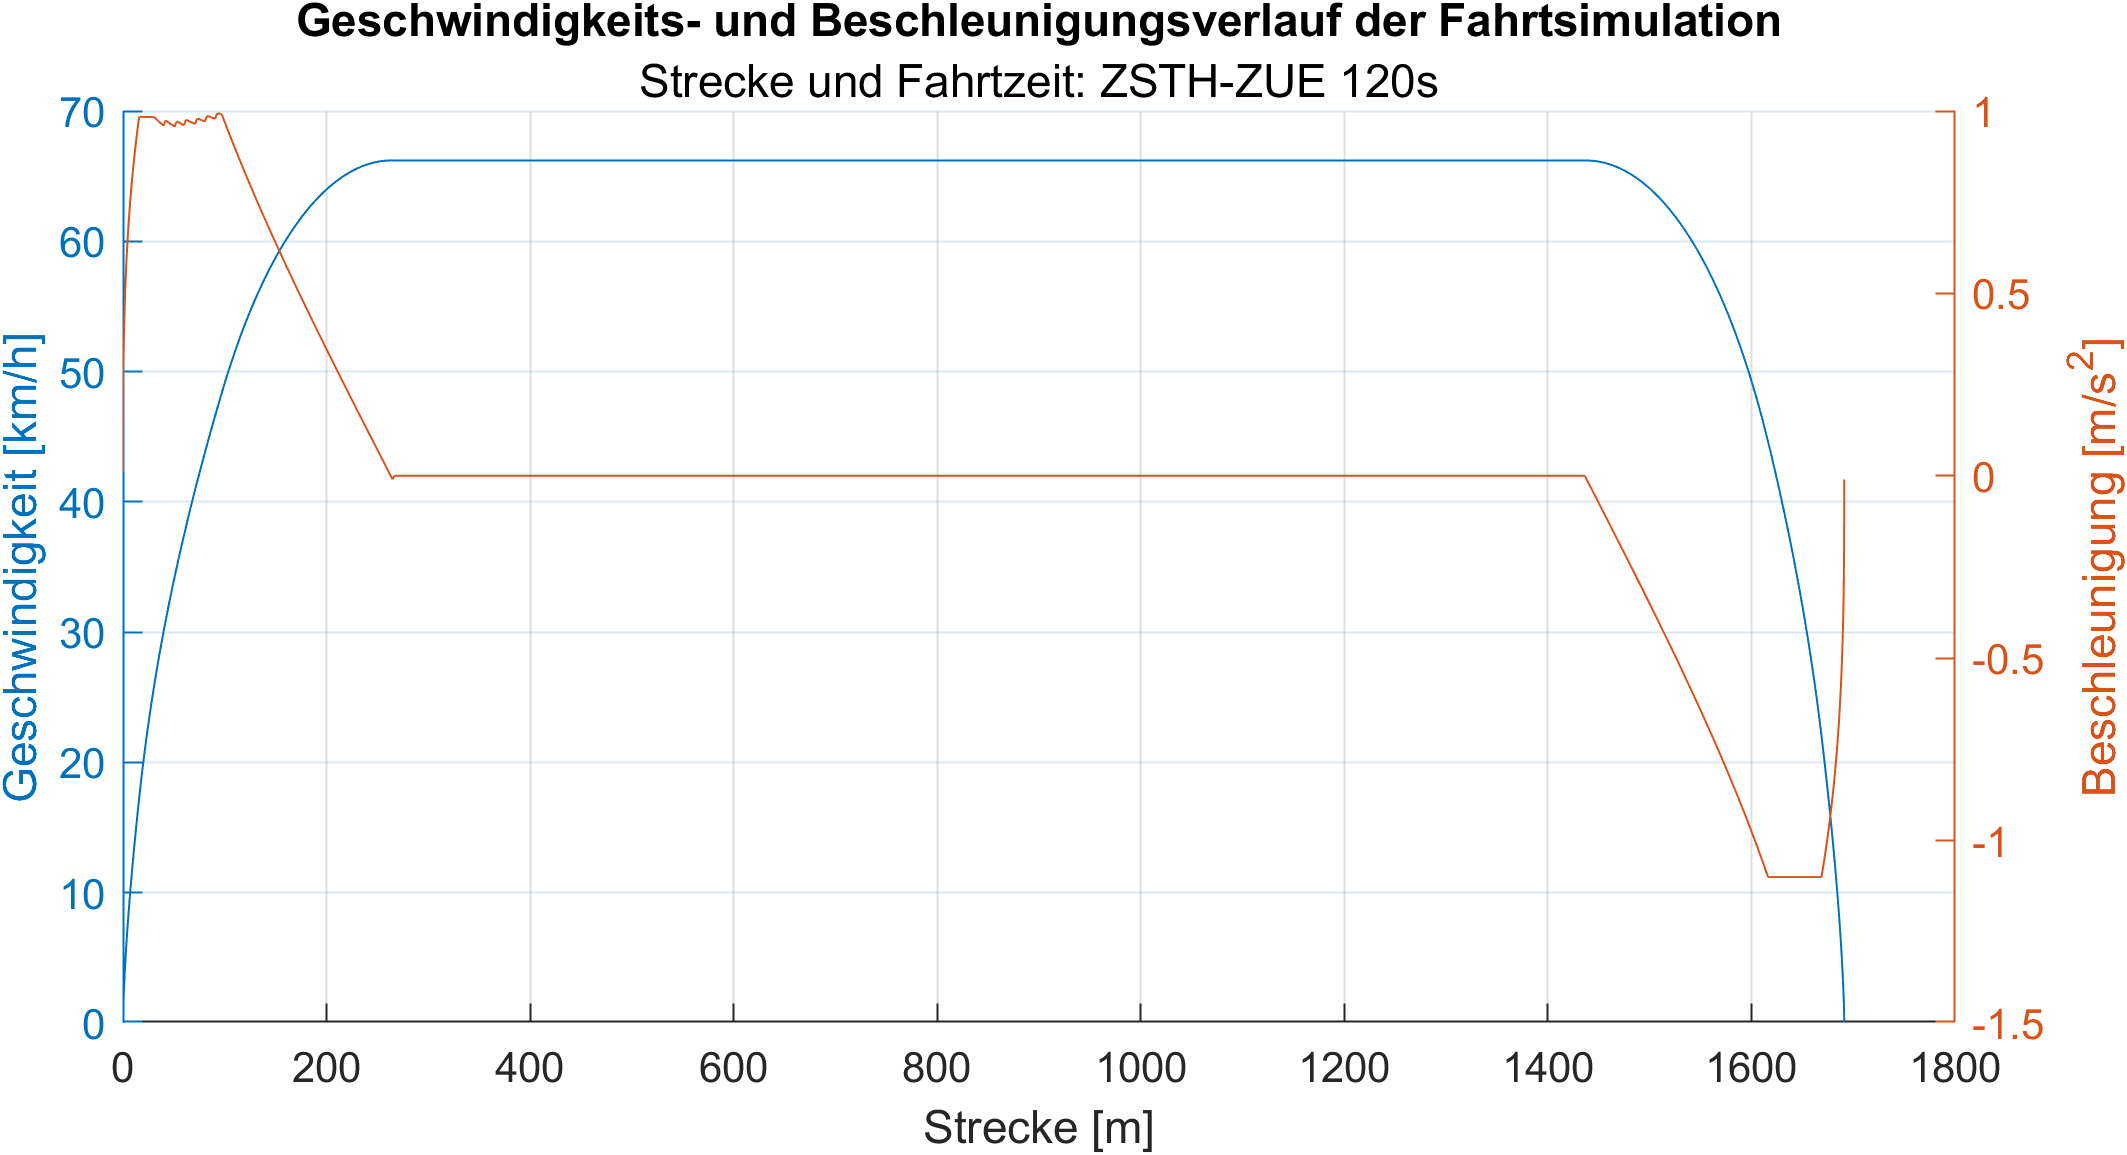 Geschwindigkeits- und Beschleunigungsverlauf der Fahrtsimulation
Strecke und Fahrtzeit: ZSTH-ZUE 120s
Geschwindigkeit [km/h]
70
60
50
40
30
20
10
0
1
0.5
0
-0.5
-1
-1.5
Beschleunigung [m/s²]
0 200 400 600 800 1000 1200 1400 1600 1800
Strecke [m]